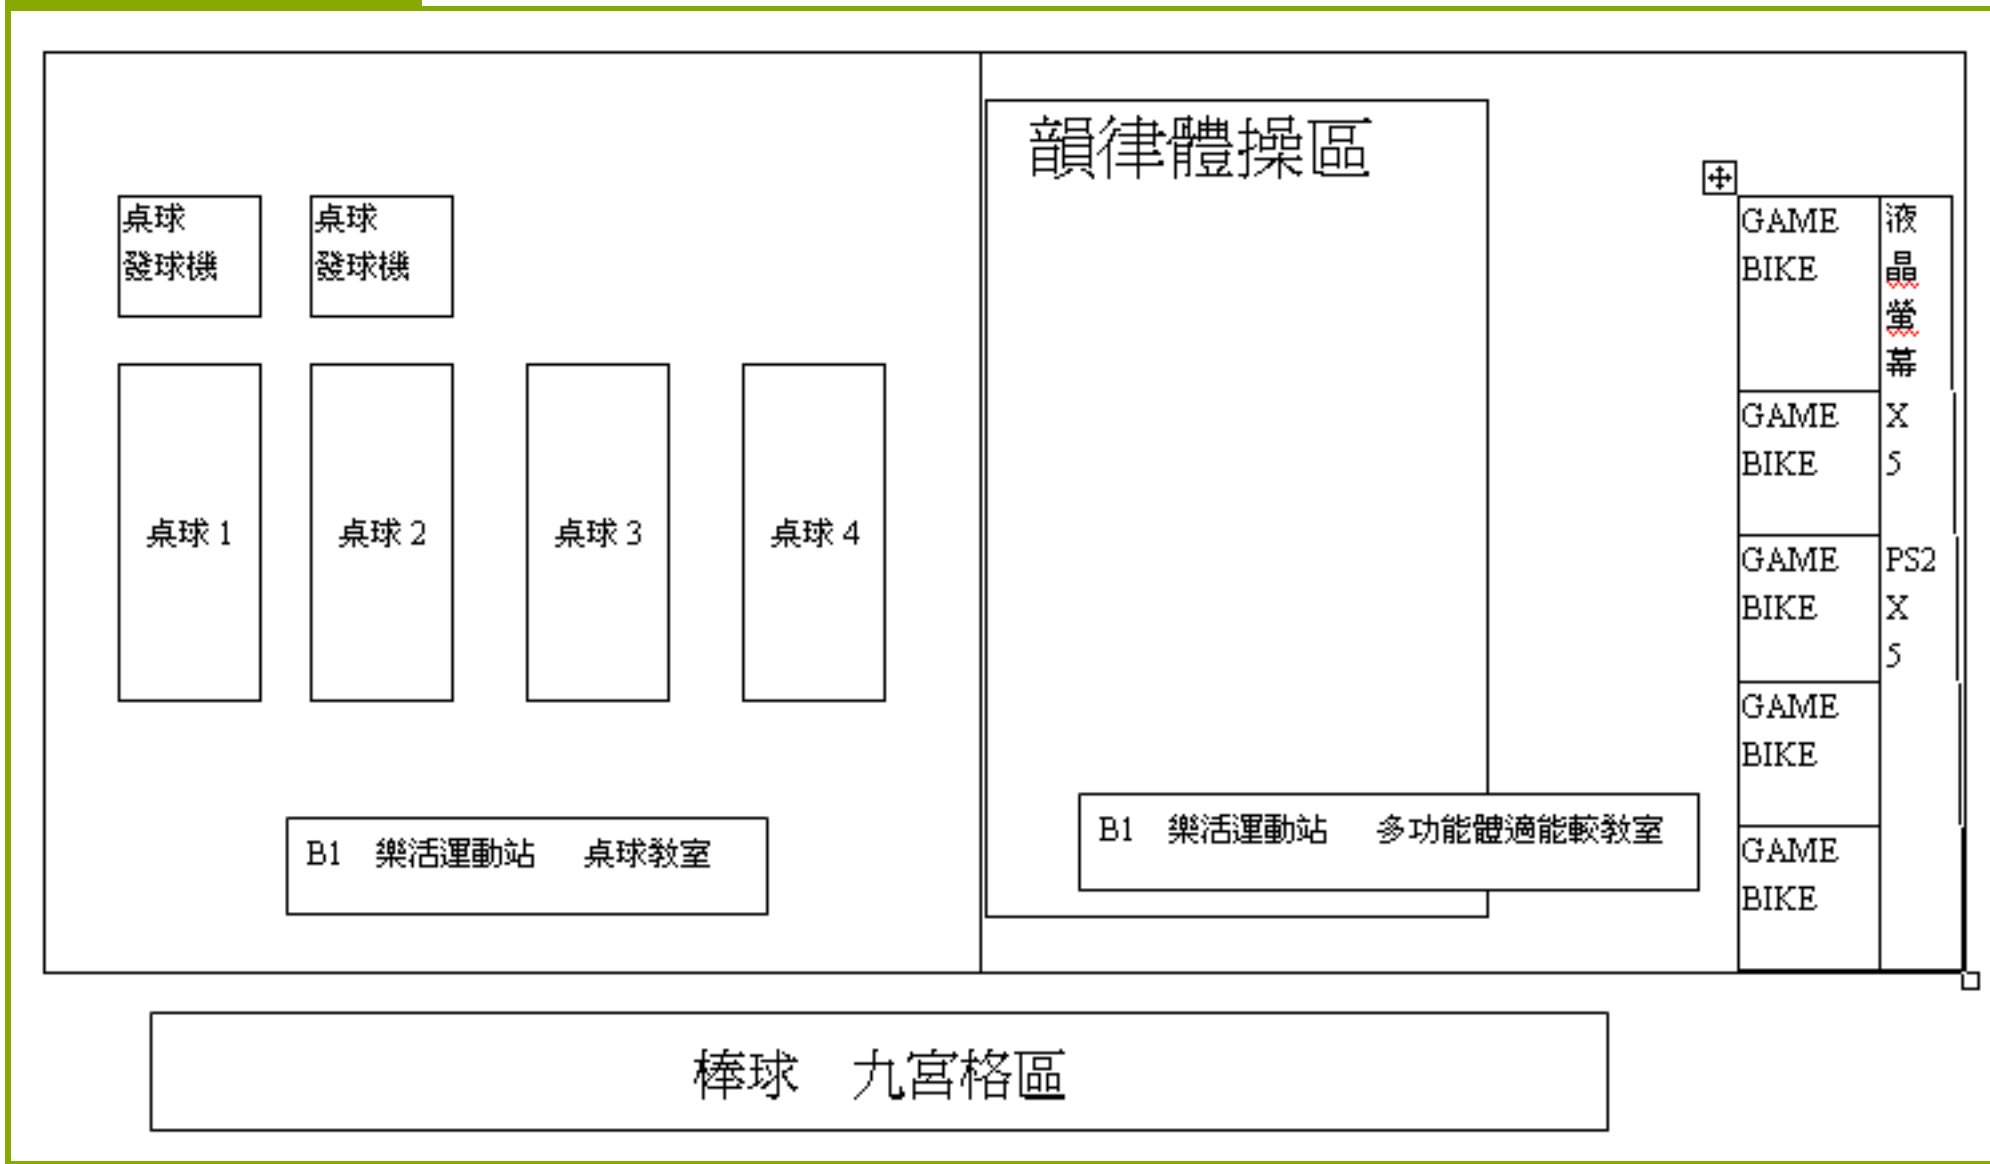 韻律體操區
桌球
發球機
桌球
發球機
桌球 1
桌球 2
桌球 3
桌球 4
B1 樂活運動站 桌球教室
B1 樂活運動站 多功能體適能較教室
GAME
BIKE
GAME
BIKE
GAME
BIKE
GAME
BIKE
GAME
BIKE
液
晶
螢
幕
X
5
PS2
X
5
棒球 九宮格區